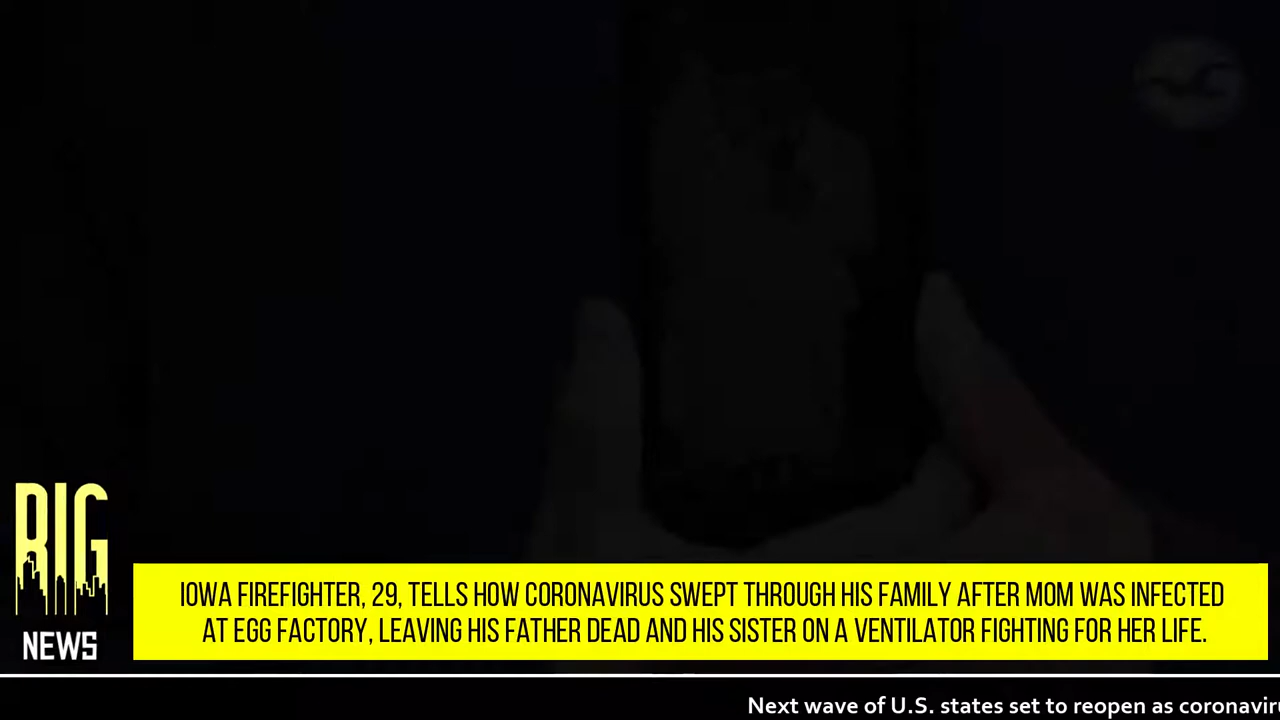 BIG
NEWS
IOWA FIREFIGHTER, 29, TELLS HOW CORONAVIRUS SWEPT THROUGH HIS FAMILY AFTER MOM WAS INFECTED
AT EGG FACTORY, LEAVING HIS FATHER DEAD AND HIS SISTER ON A VENTILATOR FIGHTING FOR HER LIFE.
Next wave of U.S. states set to reopen as